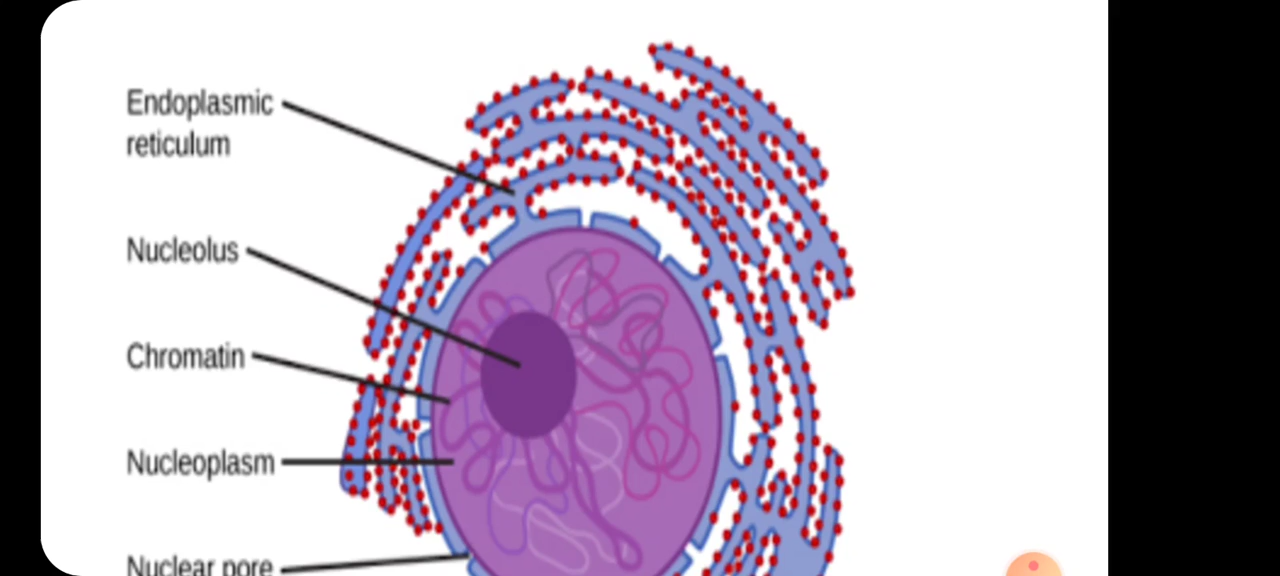 Endoplasmic
reticulum
Nucleolus
Chromatin
Nucleoplasm
Nuclear pore